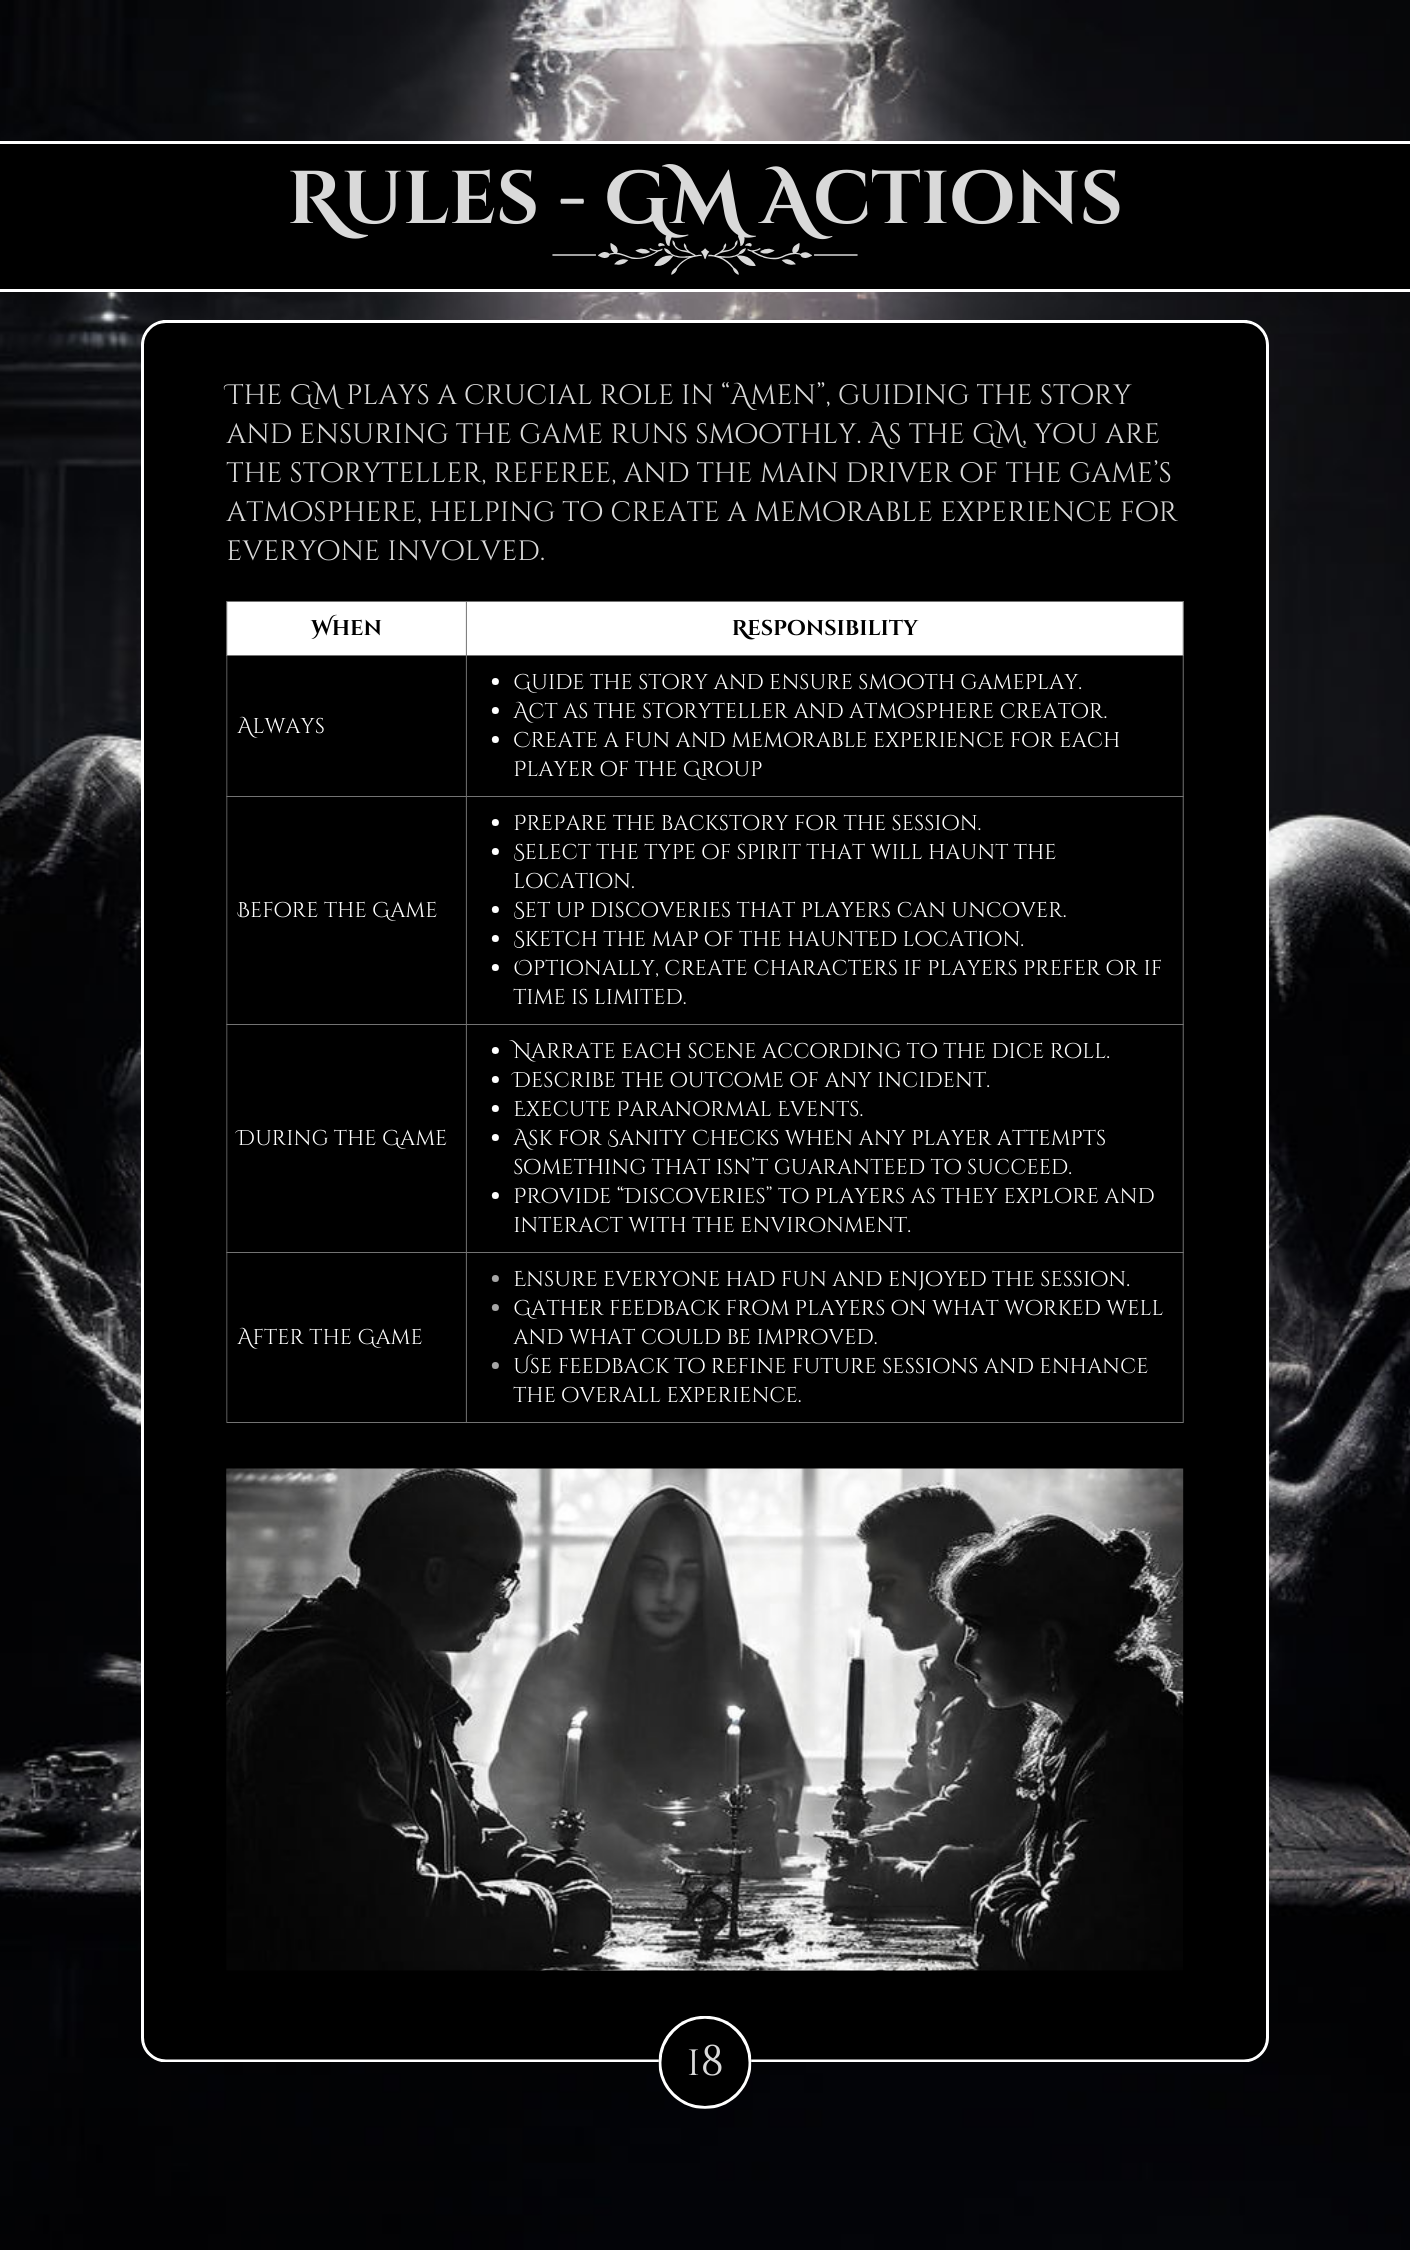 RULES - GM ACTIONS
THE GM PLAYS A CRUCIAL ROLE IN “AMEN”, GUIDING THE STORY
AND ENSURING THE GAME RUNS SMOOTHLY. AS THE GM, YOU ARE
THE STORYTELLER, REFEREE, AND THE MAIN DRIVER OF THE GAME’S
ATMOSPHERE, HELPING TO CREATE A MEMORABLE EXPERIENCE FOR
EVERYONE INVOLVED.
WHEN
RESPONSIBILITY
ALWAYS
• GUIDE THE STORY AND ENSURE SMOOTH GAMEPLAY.
• ACT AS THE STORYTELLER AND ATMOSPHERE CREATOR.
• CREATE A FUN AND MEMORABLE EXPERIENCE FOR EACH
PLAYER OF THE GROUP
BEFORE THE GAME
• PREPARE THE BACKSTORY FOR THE SESSION.
• SELECT THE TYPE OF SPIRIT THAT WILL HAUNT THE
LOCATION.
• SET UP DISCOVERIES THAT PLAYERS CAN UNCOVER.
• SKETCH THE MAP OF THE HAUNTED LOCATION.
• OPTIONALLY, CREATE CHARACTERS IF PLAYERS PREFER OR IF
TIME IS LIMITED.
DURING THE GAME
• NARRATE EACH SCENE ACCORDING TO THE DICE ROLL.
• DESCRIBE THE OUTCOME OF ANY INCIDENT.
• EXECUTE PARANORMAL EVENTS.
• ASK FOR SANITY CHECKS WHEN ANY PLAYER ATTEMPTS
SOMETHING THAT ISN’T GUARANTEED TO SUCCEED.
• PROVIDE “DISCOVERIES” TO PLAYERS AS THEY EXPLORE AND
INTERACT WITH THE ENVIRONMENT.
AFTER THE GAME
• ENSURE EVERYONE HAD FUN AND ENJOYED THE SESSION.
• GATHER FEEDBACK FROM PLAYERS ON WHAT WORKED WELL
AND WHAT COULD BE IMPROVED.
• USE FEEDBACK TO REFINE FUTURE SESSIONS AND ENHANCE
THE OVERALL EXPERIENCE.
18